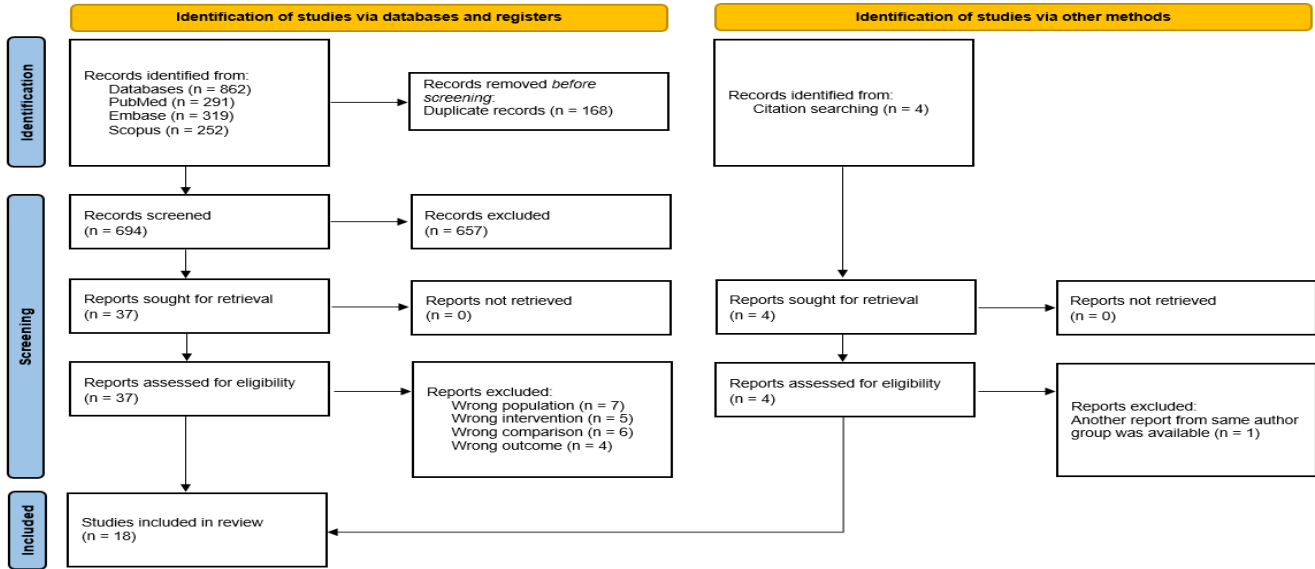 Identification of studies via databases and registers
Identification of studies via other methods
Identification
Records identified from:
Databases (n = 862)
PubMed (n = 291)
Embase (n = 319)
Scopus (n = 252)
Records removed before
screening:
Duplicate records (n = 168)
Records identified from:
Citation searching (n = 4)
Screening
Records screened
(n = 694)
Records excluded
(n = 657)
Reports sought for retrieval
(n = 37)
Reports not retrieved
(n = 0)
Reports sought for retrieval
(n = 4)
Reports not retrieved
(n = 0)
Reports assessed for eligibility
(n = 37)
Reports excluded:
Wrong population (n = 7)
Wrong intervention (n = 5)
Wrong comparison (n = 6)
Wrong outcome (n = 4)
Reports assessed for eligibility
(n = 4)
Reports excluded:
Another report from same author
group was available (n = 1)
Included
Studies included in review
(n = 18)